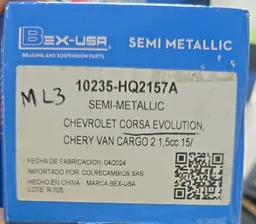 BEX-USA®
BRAKING AND SUSPENSION PARTS
SEMI METALLIC
10235-HQ2157A
ML3
SEMI-METALLIC
CHEVROLET CORSA EVOLUTION,
CHERY VAN CARGO 2 1,5cc 15/
FECHA DE FABRICACION: 04/2024
IMPORTADO POR: COLRECAMBIOS SAS
HECHO EN CHINA MARCA BEX-USA
LOTE: R-105